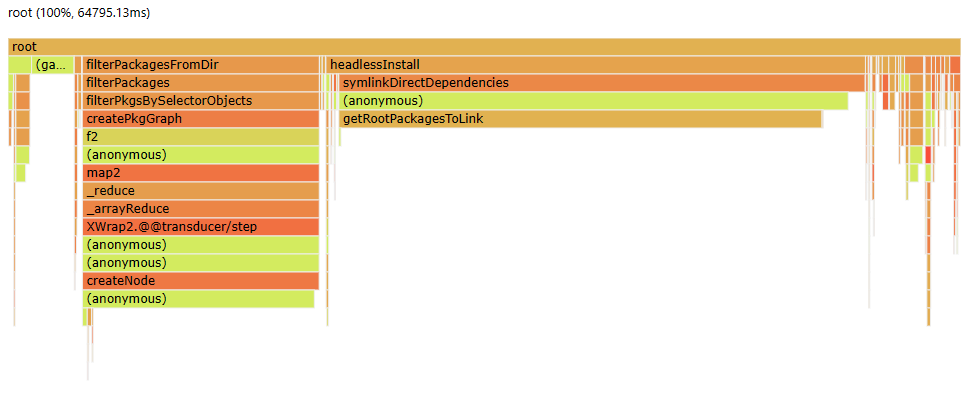 root (100%, 64795.13ms)
root
(ga... filterPackagesFromDir headlessInstall
filterPackages symlinkDirectDependencies
filterPkgsBySelectorObjects (anonymous)
createPkgGraph getRootPackagesToLink
f2
(anonymous)
map2
_reduce
_arrayReduce
XWrap2.@@transducer/step
(anonymous)
(anonymous)
createNode
(anonymous)